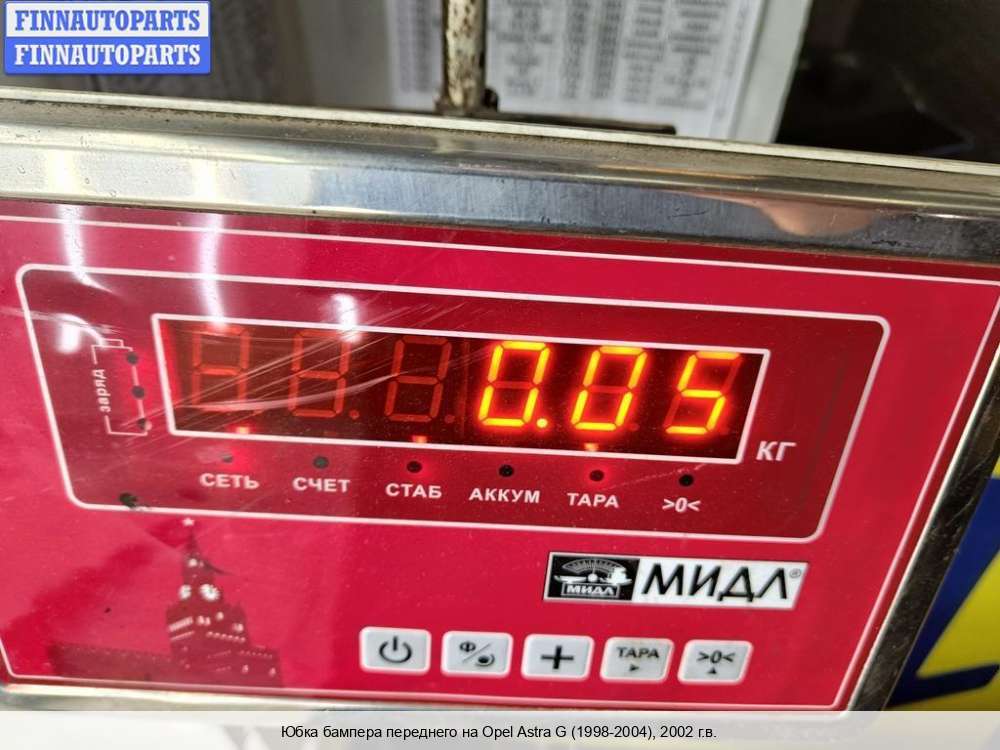 FINNAUTOPARTS
FINNAUTOPARTS
заряд
0.05
КГ
СЕТЬ СЧЕТ СТАБ АККУМ ТАРА >0<
МИДЛ МИДЛ®
Ф ТАРА >0<
Юбка бампера переднего на Opel Astra G (1998-2004), 2002 г.в.